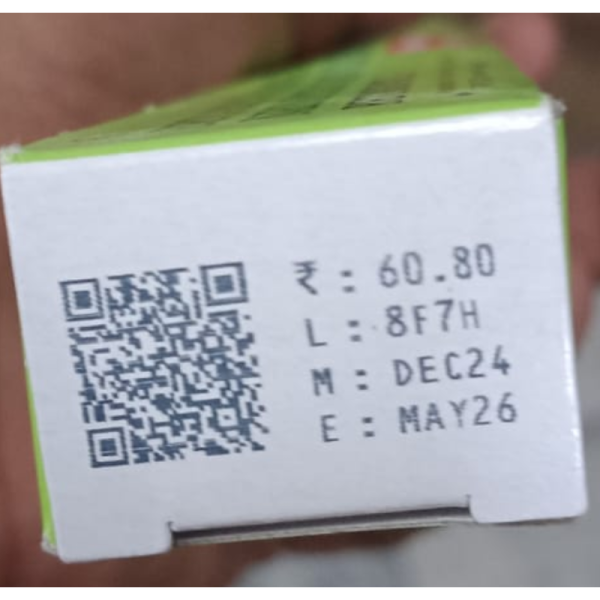 ₹ : 60.80
L : 8F7H
M : DEC24
E : MAY26